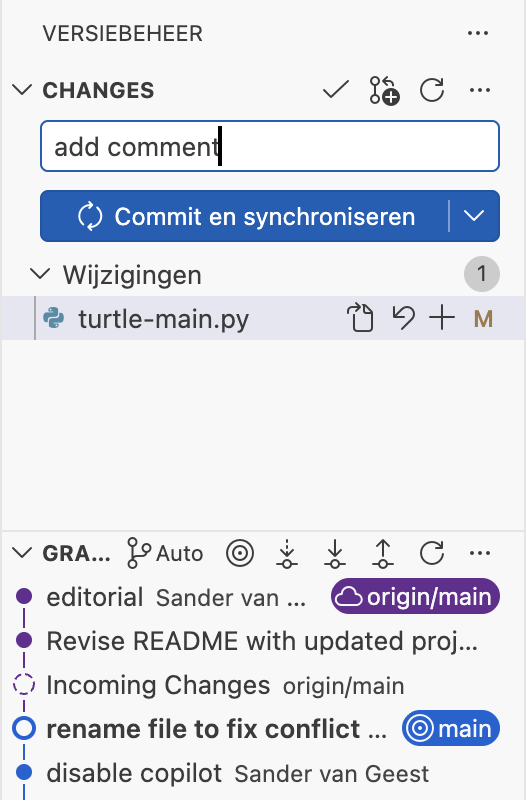 VERSIEBEHEER
CHANGES
add comment
Commit en synchroniseren
Wijzigingen 1
turtle-main.py M
GRA... Auto
editorial Sander van ... origin/main
Revise README with updated proj...
Incoming Changes origin/main
rename file to fix conflict ... main
disable copilot Sander van Geest